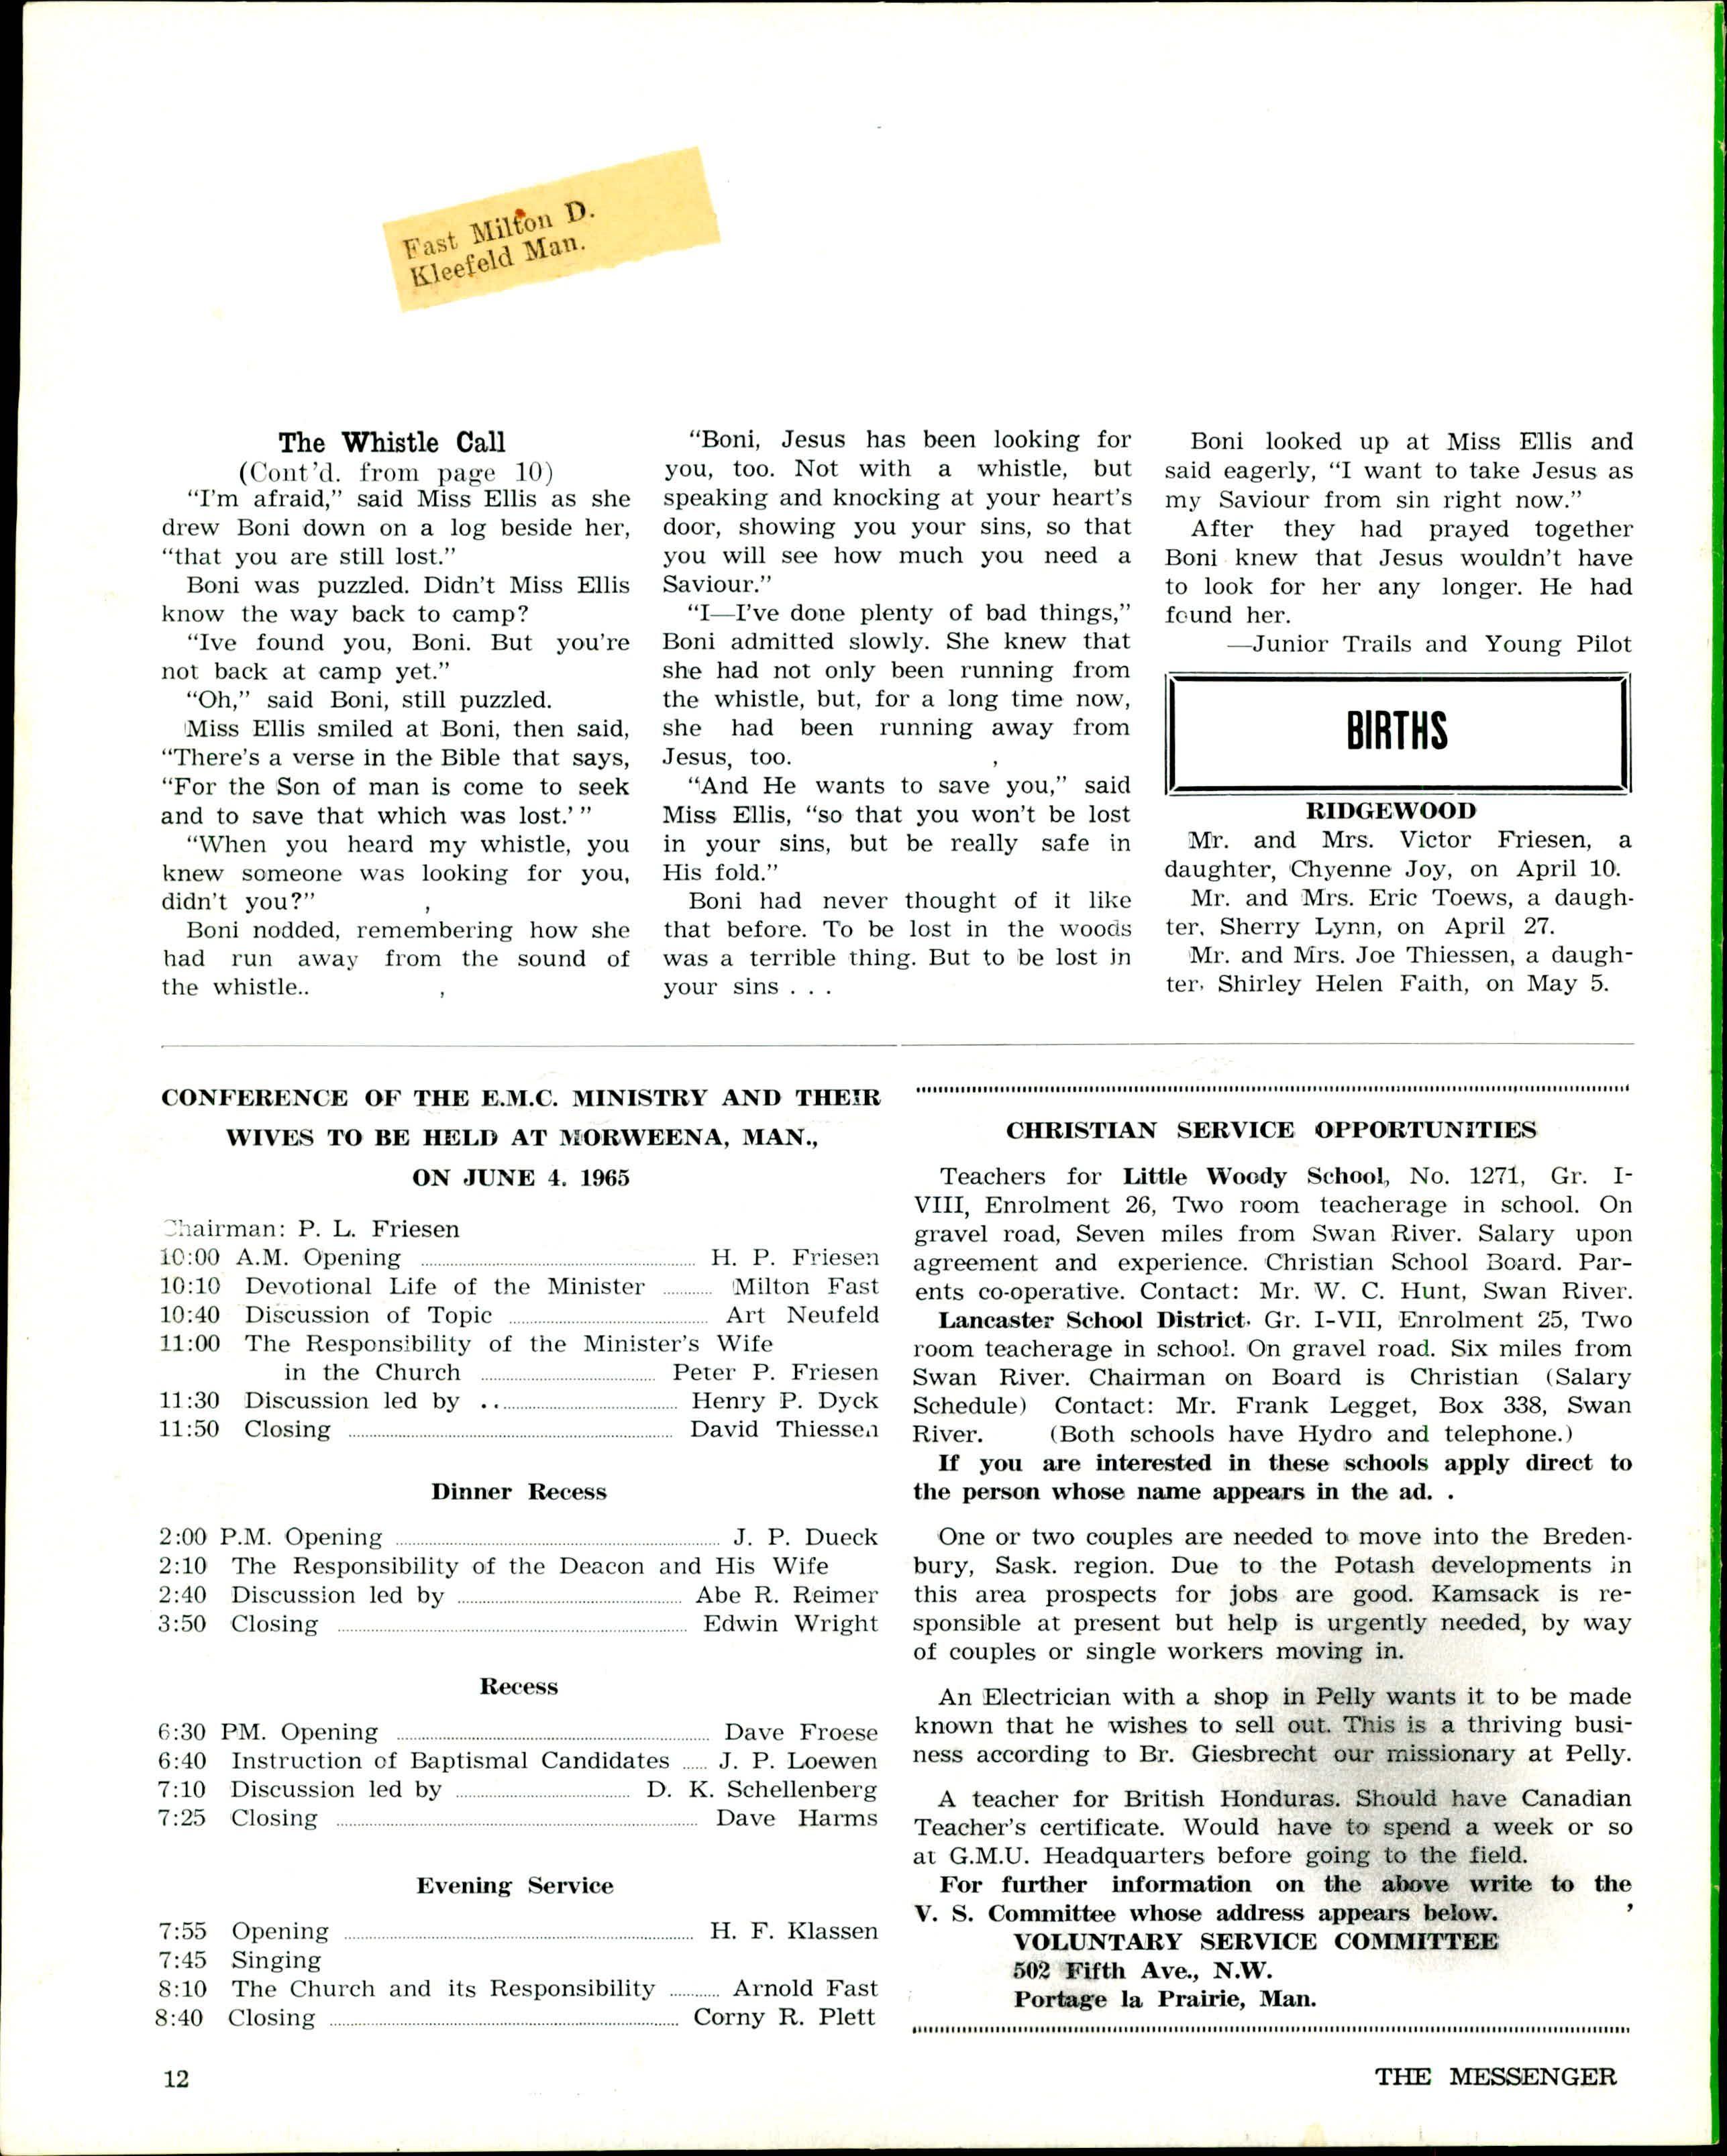 Fast Milton D.
Kleefeld Man.
The Whistle Call
(Cont'd. from page 10)
"I'm afraid," said Miss Ellis as she
drew Boni down on a log beside her,
"that you are still lost."
Boni was puzzled. Didn't Miss Ellis
know the way back to camp?
"Ive found you, Boni. But you're
not back at camp yet."
"Oh," said Boni, still puzzled.
Miss Ellis smiled at Boni, then said,
"There's a verse in the Bible that says,
"For the Son of man is come to seek
and to save that which was lost.' "
"When you heard my whistle, you
knew someone was looking for you,
didn't you?"
Boni nodded, remembering how she
had run away from the sound of
the whistle..
"Boni, Jesus has been looking for
you, too. Not with a whistle, but
speaking and knocking at your heart's
door, showing you your sins, so that
you will see how much you need a
Saviour."
"I—I've done plenty of bad things,"
Boni admitted slowly. She knew that
she had not only been running from
the whistle, but, for a long time now,
she had been running away from
Jesus, too.
"And He wants to save you," said
Miss Ellis, "so that you won't be lost
in your sins, but be really safe in
His fold."
Boni had never thought of it like
that before. To be lost in the woods
was a terrible thing. But to be lost in
your sins . . .
Boni looked up at Miss Ellis and
said eagerly, "I want to take Jesus as
my Saviour from sin right now."
After they had prayed together
Boni knew that Jesus wouldn't have
to look for her any longer. He had
found her.
—Junior Trails and Young Pilot
BIRTHS
RIDGEWOOD
Mr. and Mrs. Victor Friesen, a
daughter, Chyenne Joy, on April 10.
Mr. and Mrs. Eric Toews, a daugh-
ter, Sherry Lynn, on April 27.
Mr. and Mrs. Joe Thiessen, a daugh-
ter, Shirley Helen Faith, on May 5.
CONFERENCE OF THE E.M.C. MINISTRY AND THEIR
WIVES TO BE HELD AT MORWEENA, MAN.,
ON JUNE 4. 1965
Chairman: P. L. Friesen
10:00 A.M. Opening ........ H. P. Friesen
10:10 Devotional Life of the Minister ........ Milton Fast
10:40 Discussion of Topic ........ Art Neufeld
11:00 The Responsibility of the Minister's Wife
in the Church ........ Peter P. Friesen
11:30 Discussion led by ........ Henry P. Dyck
11:50 Closing ........ David Thiessen
Dinner Recess
2:00 P.M. Opening ........ J. P. Dueck
2:10 The Responsibility of the Deacon and His Wife
2:40 Discussion led by ........ Abe R. Reimer
3:50 Closing ........ Edwin Wright
Recess
6:30 PM. Opening ........ Dave Froese
6:40 Instruction of Baptismal Candidates ...... J. P. Loewen
7:10 Discussion led by ........ D. K. Schellenberg
7:25 Closing ........ Dave Harms
Evening Service
7:55 Opening ........ H. F. Klassen
7:45 Singing
8:10 The Church and its Responsibility ........ Arnold Fast
8:40 Closing ........ Corny R. Plett
CHRISTIAN SERVICE OPPORTUNITIES
Teachers for Little Woody School, No. 1271, Gr. I-
VIII, Enrolment 26, Two room teacherage in school. On
gravel road, Seven miles from Swan River. Salary upon
agreement and experience. Christian School Board. Par-
ents co-operative. Contact: Mr. W. C. Hunt, Swan River.
Lancaster School District. Gr. I-VII, Enrolment 25, Two
room teacherage in school. On gravel road. Six miles from
Swan River. Chairman on Board is Christian (Salary
Schedule) Contact: Mr. Frank Legget, Box 338, Swan
River. (Both schools have Hydro and telephone.)
If you are interested in these schools apply direct to
the person whose name appears in the ad. .
One or two couples are needed to move into the Breden-
bury, Sask. region. Due to the Potash developments in
this area prospects for jobs are good. Kamsack is re-
sponsible at present but help is urgently needed, by way
of couples or single workers moving in.
An Electrician with a shop in Pelly wants it to be made
known that he wishes to sell out. This is a thriving busi-
ness according to Br. Giesbrecht our missionary at Pelly.
A teacher for British Honduras. Should have Canadian
Teacher's certificate. Would have to spend a week or so
at G.M.U. Headquarters before going to the field.
For further information on the above write to the
V. S. Committee whose address appears below.
VOLUNTARY SERVICE COMMITTEE
502 Fifth Ave., N.W.
Portage la Prairie, Man.
12
THE MESSENGER